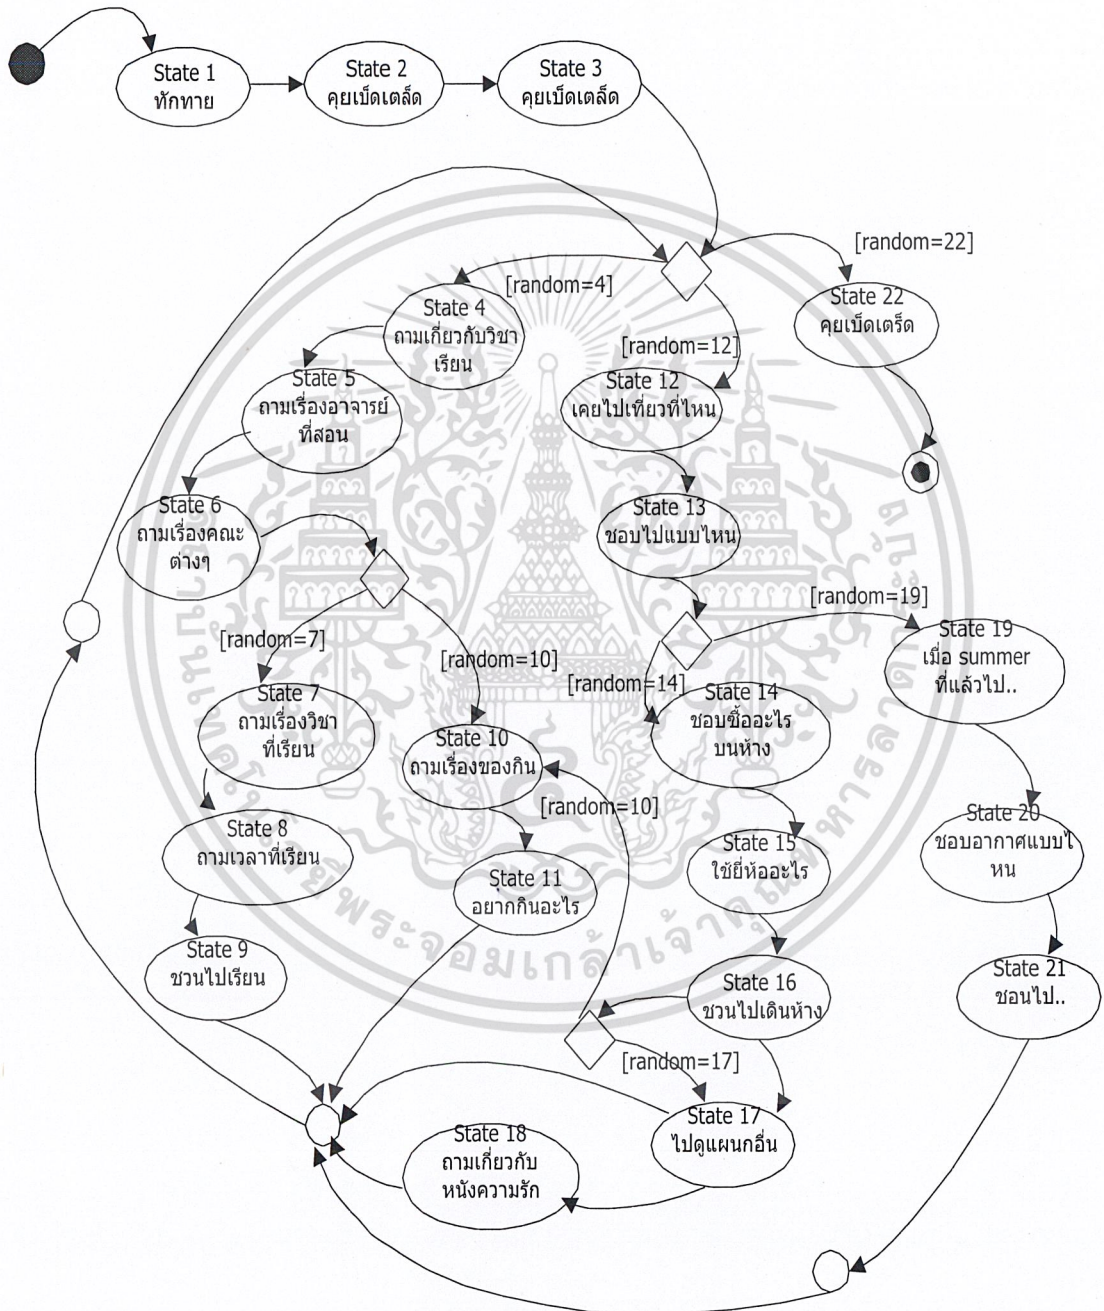 State 1
ทักทาย
State 2
คุยเบ็ดเตล็ด
State 3
คุยเบ็ดเตล็ด
[random=22]
[random=4]
State 22
คุยเบ็ดเตร็ด
State 4
ถามเกี่ยวกับวิชา
เรียน
[random=12]
State 5
ถามเรื่องอาจารย์
ที่สอน
State 12
เคยไปเที่ยวที่ไหน
State 6
ถามเรื่องคณะ
ต่างๆ
State 13
ชอบไปแบบไหน
[random=19]
[random=7]
[random=10]
[random=14]
State 19
เมื่อ summer
ที่แล้วไป..
State 7
ถามเรื่องวิชา
ที่เรียน
State 14
ชอบซื้ออะไร
บนห้าง
State 10
ถามเรื่องของกิน
[random=10]
State 8
ถามเวลาที่เรียน
State 15
ใช้ยี่ห้ออะไร
State 20
ชอบอากาศแบบไ
หน
State 11
อยากกินอะไร
State 9
ชวนไปเรียน
State 16
ชวนไปเดินห้าง
State 21
ชอนไป..
[random=17]
State 17
ไปดูแผนกอื่น
State 18
ถามเกี่ยวกับ
หนังความรัก